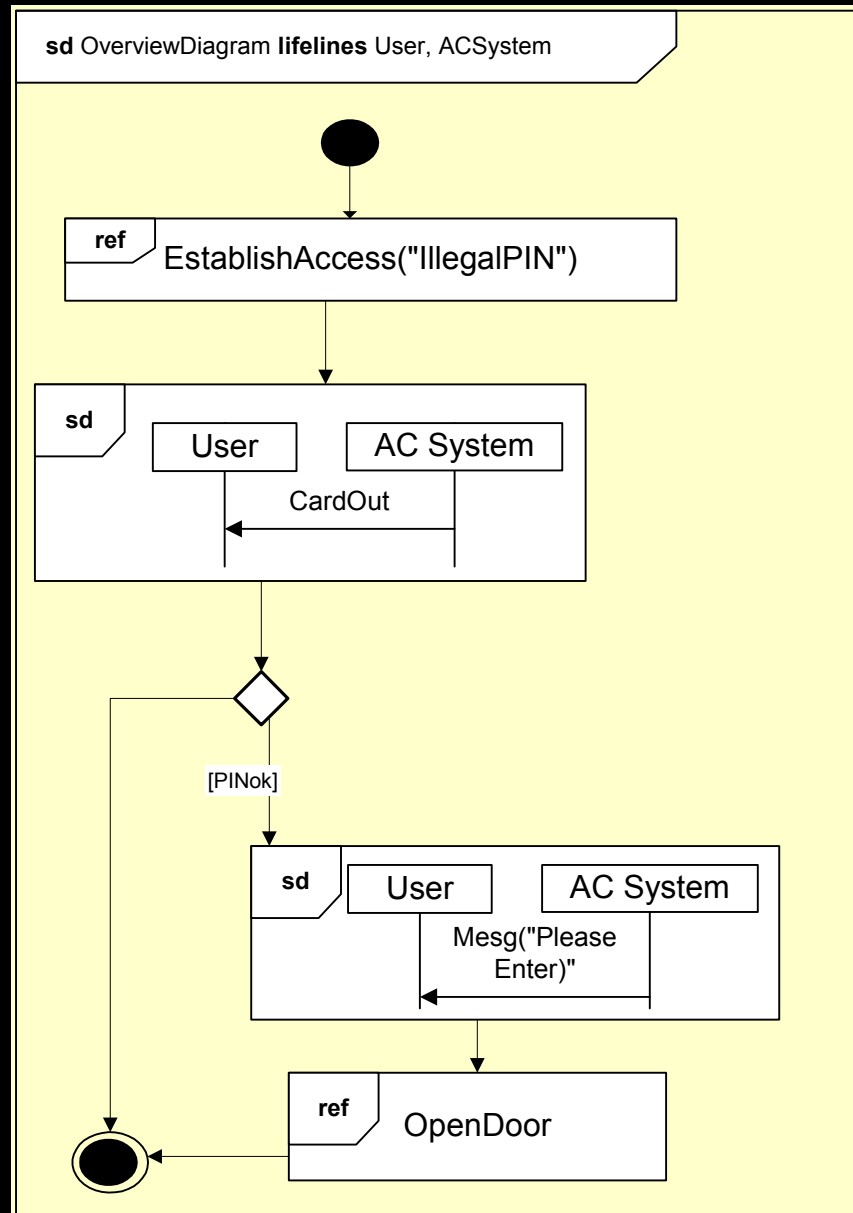 sd OverviewDiagram lifelines User, ACSystem
ref
EstablishAccess("IllegalPIN")
sd
User
AC System
CardOut
[PINok]
sd
User
AC System
Mesg("Please
Enter)"
ref
OpenDoor